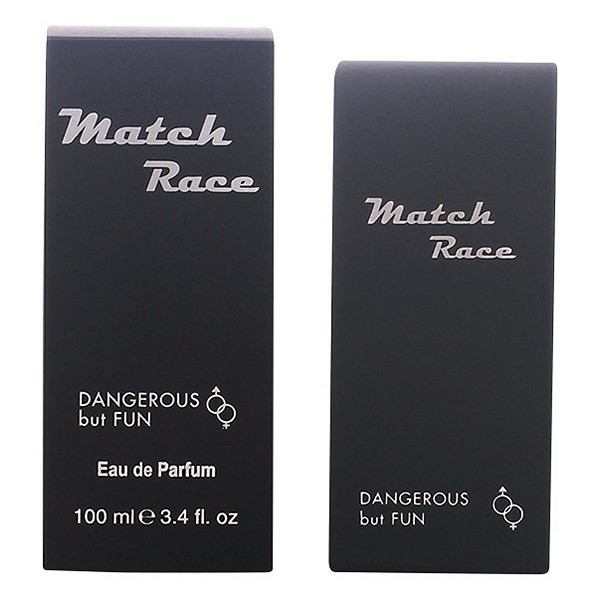 Match
Race
DANGEROUS
but FUN
Eau de Parfum
100 ml ℮ 3.4 fl. oz
Match
Race
DANGEROUS
but FUN